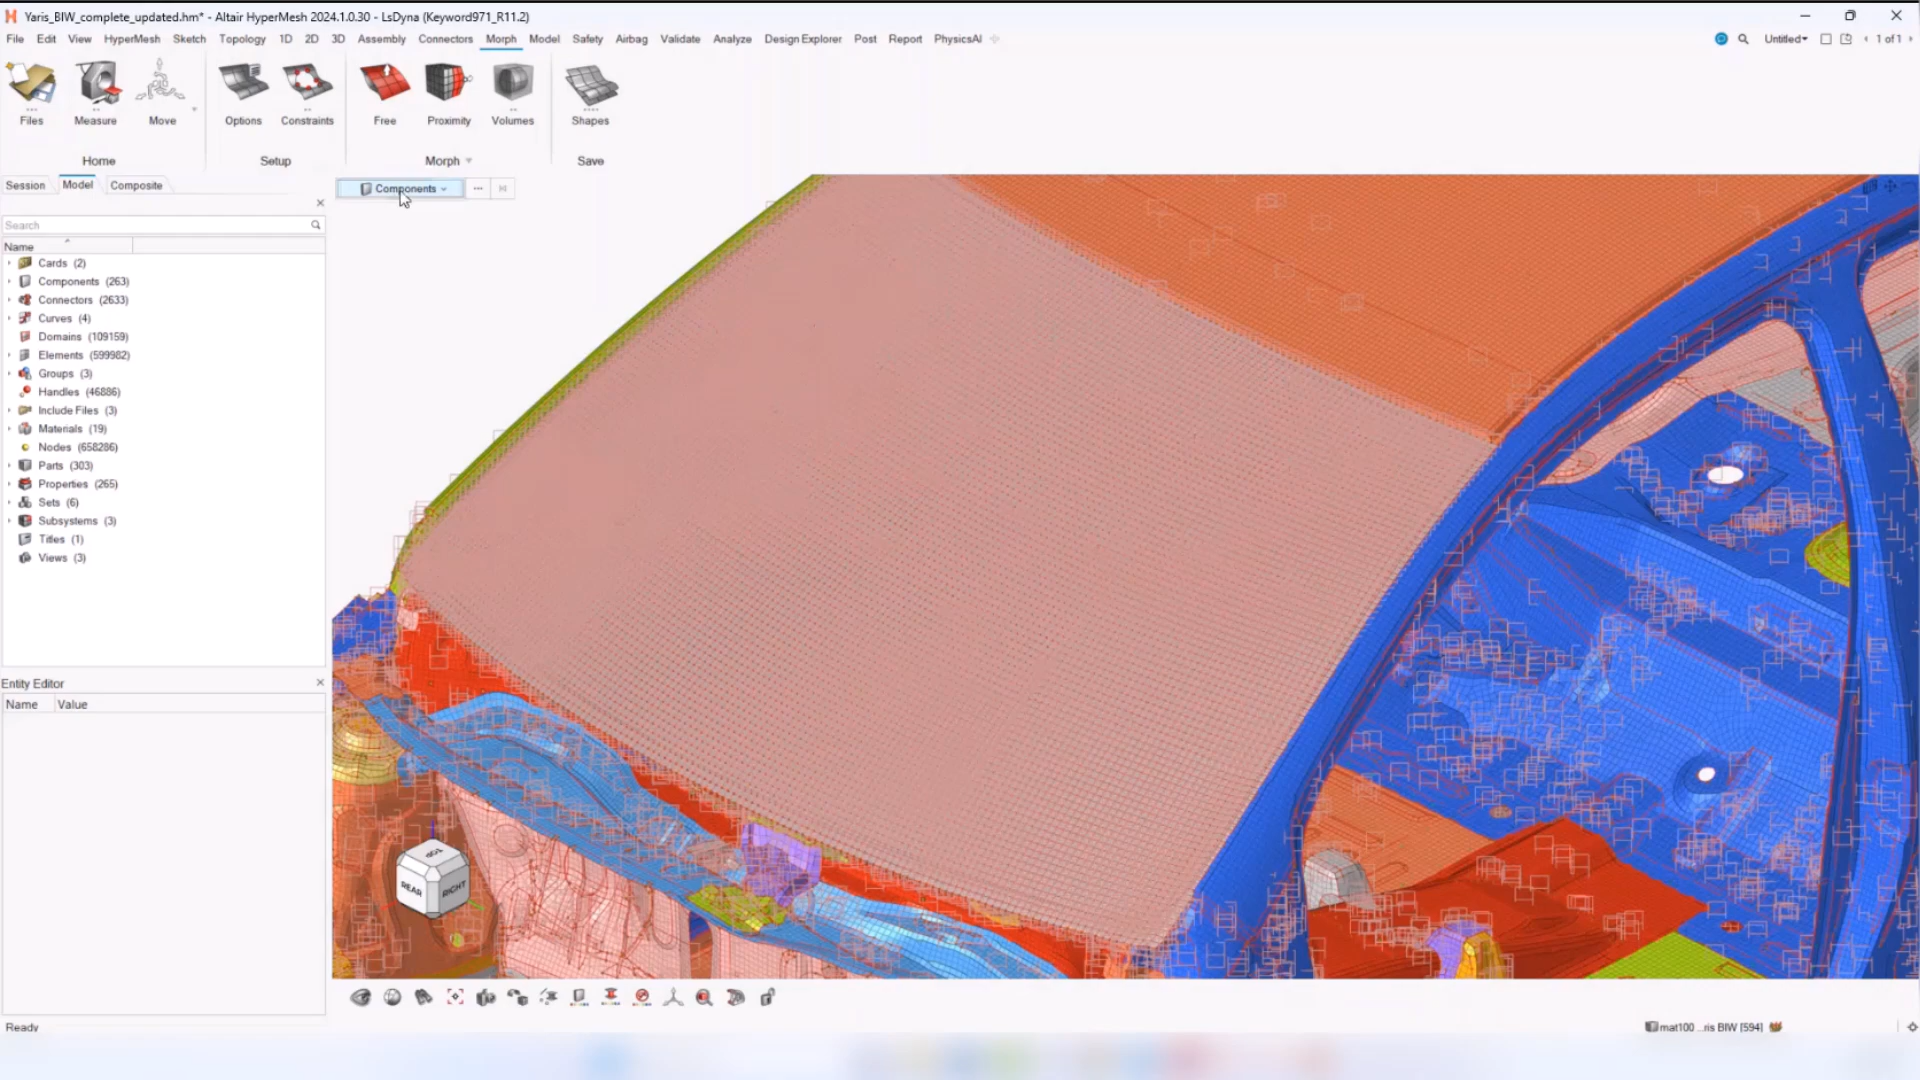 Yaris_BIW_complete_updated.hm* - Altair HyperMesh 2024.1.0.30 - LsDyna (Keyword971_R11.2)
File Edit View HyperMesh Sketch Topology 1D 2D 3D Assembly Connectors Morph Model Safety Airbag Validate Analyze Design Explorer Post Report PhysicsAI Untitled 1 of 1
Files Measure Move Options Constraints Free Proximity Volumes Shapes
Home Setup Morph Save
Session Model Composite
Components
Search
Name
Cards (2)
Components (263)
Connectors (2633)
Curves (4)
Domains (109159)
Elements (599982)
Groups (3)
Handles (46886)
Include Files (3)
Materials (19)
Nodes (658286)
Parts (303)
Properties (265)
Sets (6)
Subsystems (3)
Titles (1)
Views (3)
Entity Editor
Name Value
TOP
REAR RIGHT
Ready
mat100 ...ris BIW [594]